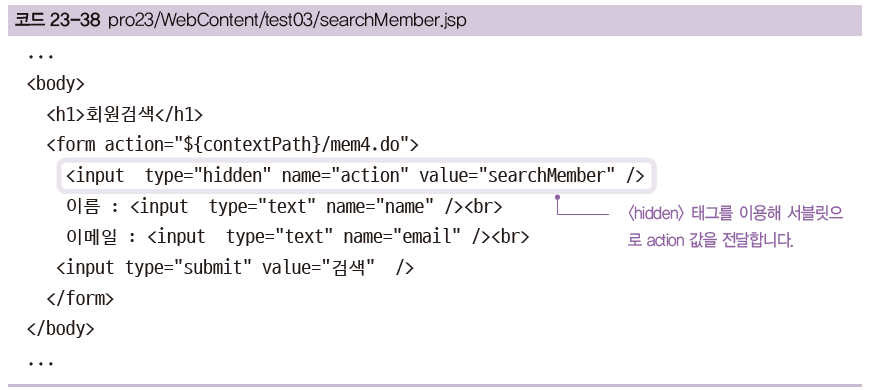 코드 23-38 pro23/WebContent/test03/searchMember.jsp
...
<body>
<h1>회원검색</h1>
<form action="${contextPath}/mem4.do">
<input  type="hidden" name="action" value="searchMember" />
이름 : <input  type="text" name="name" /><br>
이메일 : <input  type="text" name="email" /><br>
<input type="submit" value="검색"  />
</form>
</body>
...
〈hidden〉 태그를 이용해 서블릿으
로 action 값을 전달합니다.